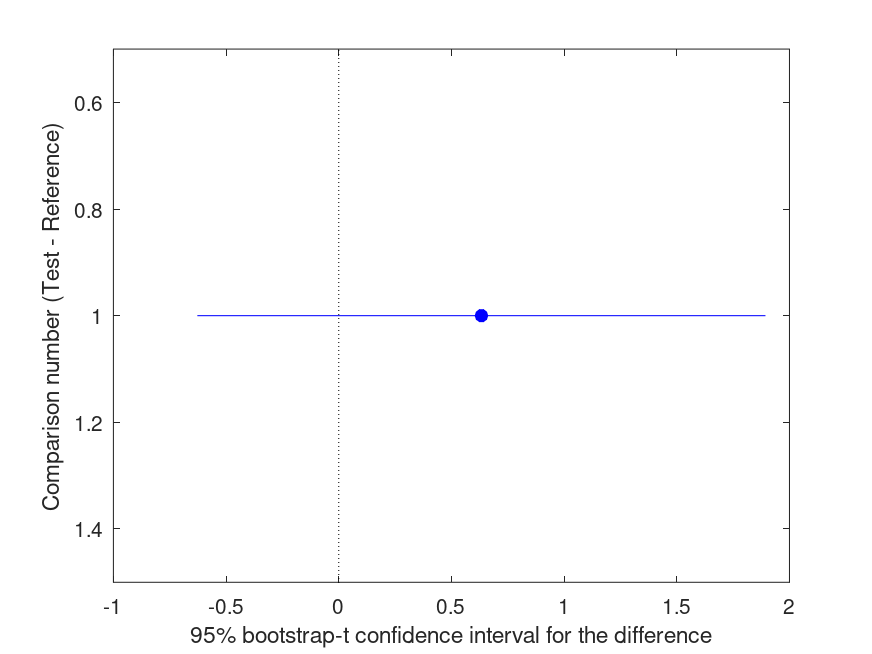 0.6
0.8
1
1.2
1.4
Comparison number (Test - Reference)
-1 -0.5 0 0.5 1 1.5 2
95% bootstrap-t confidence interval for the difference